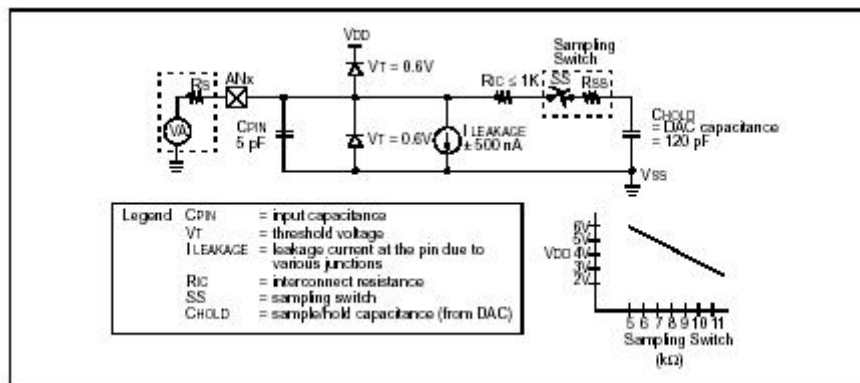 VDD
Sampling
Switch
VT = 0.6V
RS
ANx
RIC ≤ 1K
SS
RSS
VA
CPIN
5 pF
VT = 0.6V
I LEAKAGE
± 500 nA
CHOLD
= DAC capacitance
= 120 pF
VSS
Legend CPIN = input capacitance
VT = threshold voltage
I LEAKAGE = leakage current at the pin due to
various junctions
RIC = interconnect resistance
SS = sampling switch
CHOLD = sample/hold capacitance (from DAC)
6V
5V
VDD 4V
3V
2V
5 6 7 8 9 10 11
Sampling Switch
(kΩ)